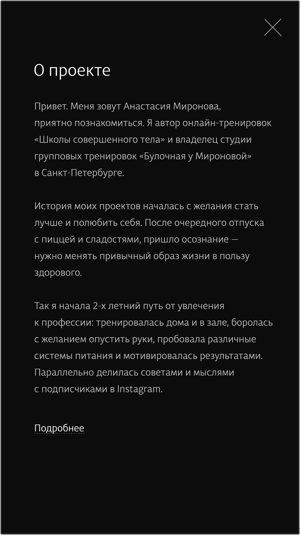 О проекте
Привет. Меня зовут Анастасия Миронова,
приятно познакомиться. Я автор онлайн-тренировок
«Школы совершенного тела» и владелец студии
групповых тренировок «Булочная у Мироновой»
в Санкт-Петербурге.
История моих проектов началась с желания стать
лучше и полюбить себя. После очередного отпуска
с пиццей и сладостями, пришло осознание —
нужно менять привычный образ жизни в пользу
здорового.
Так я начала 2-х летний путь от увлечения
к профессии: тренировалась дома и в зале, боролась
с желанием опустить руки, пробовала различные
системы питания и мотивировалась результатами.
Параллельно делилась советами и мыслями
с подписчиками в Instagram.
Подробнее